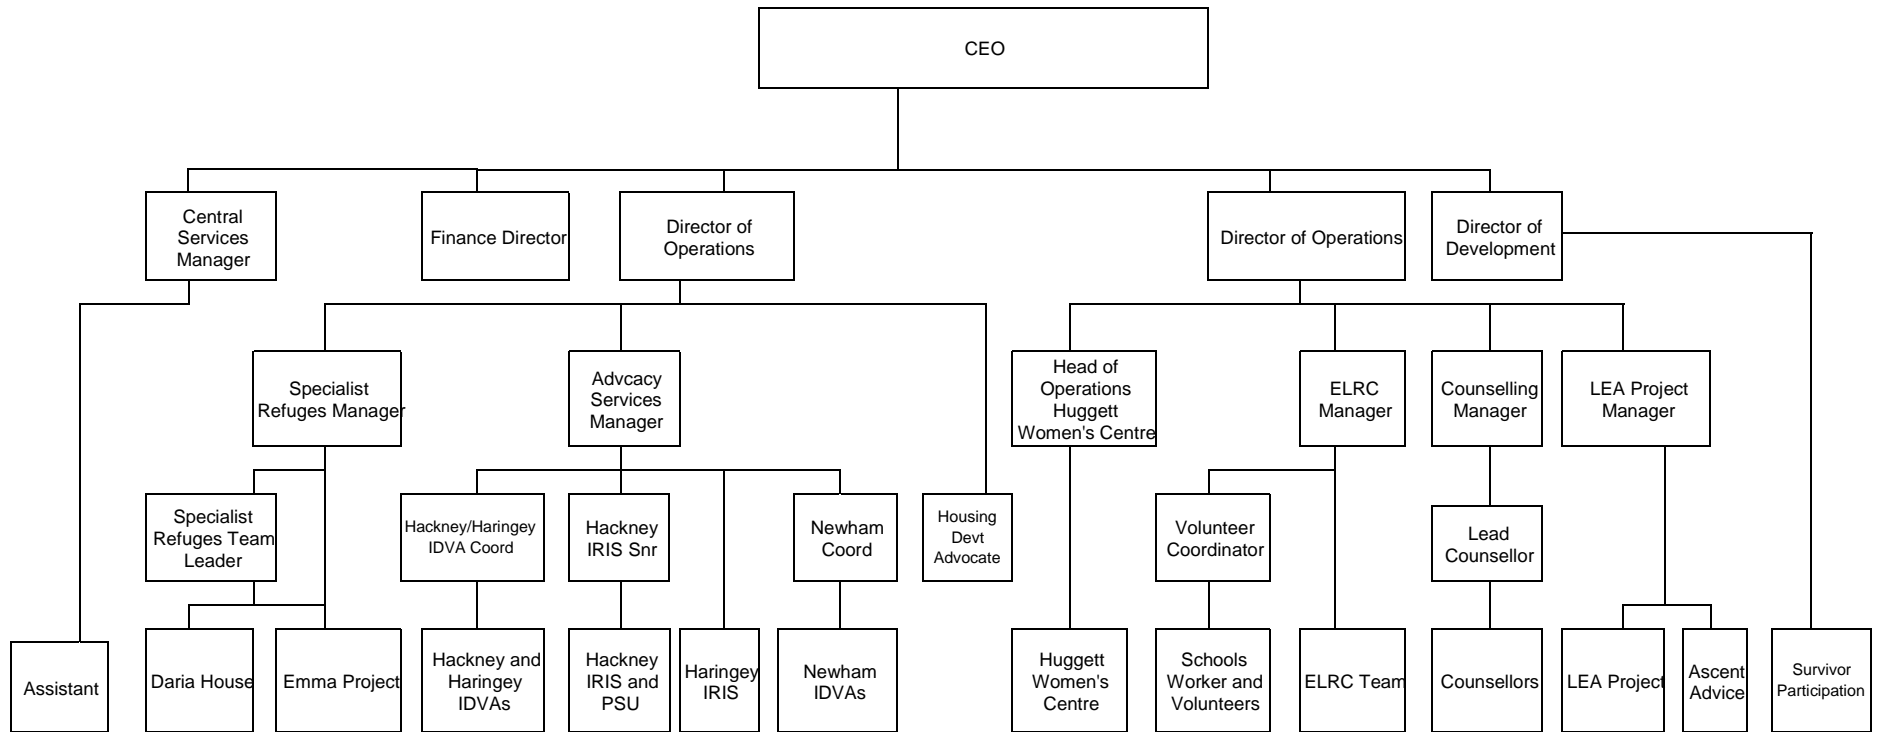 CEO
Central
Services
Manager
Finance Director
Director of
Operations
Director of Operations
Director of
Development
Specialist
Refuges Manager
Advcacy
Services
Manager
Head of
Operations
Huggett
Women's Centre
ELRC
Manager
Counselling
Manager
LEA Project
Manager
Specialist
Refuges Team
Leader
Hackney/Haringey
IDVA Coord
Hackney
IRIS Snr
Newham
Coord
Housing
Devt
Advocate
Volunteer
Coordinator
Lead
Counsellor
Assistant
Daria House
Emma Project
Hackney and
Haringey
IDVAs
Hackney
IRIS and
PSU
Haringey
IRIS
Newham
IDVAs
Huggett
Women's
Centre
Schools
Worker and
Volunteers
ELRC Team
Counsellors
LEA Project
Ascent
Advice
Survivor
Participation